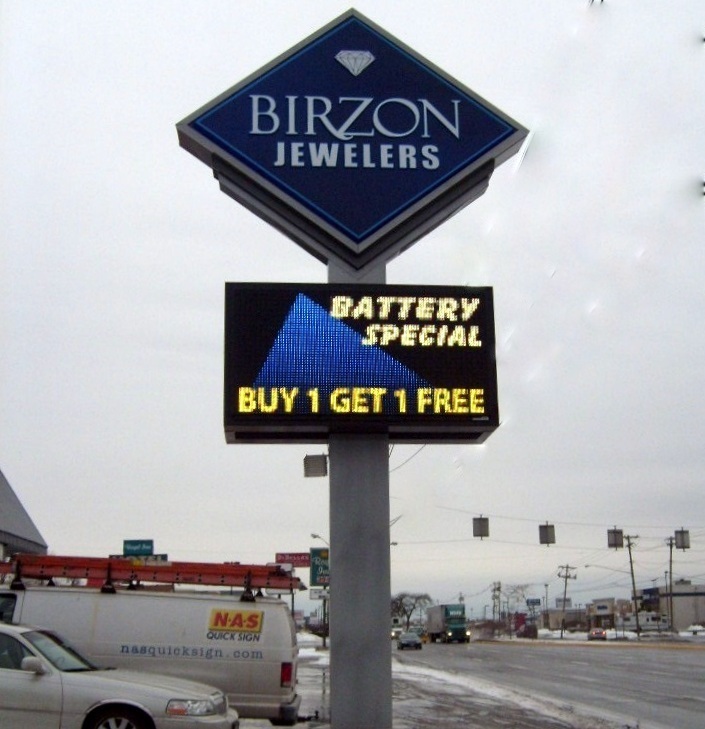 BIRZON
JEWELERS
BATTERY
SPECIAL
BUY 1 GET 1 FREE
N·A·S
QUICK SIGN
nasquicksign.com